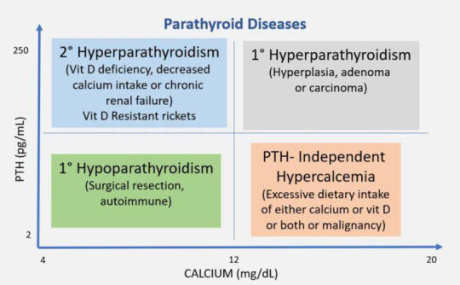 Parathyroid Diseases
250
2° Hyperparathyroidism
(Vit D deficiency, decreased
calcium intake or chronic
renal failure)
Vit D Resistant rickets
1° Hyperparathyroidism
(Hyperplasia, adenoma
or carcinoma)
PTH (pg/mL)
1° Hypoparathyroidism
(Surgical resection,
autoimmune)
PTH- Independent
Hypercalcemia
(Excessive dietary intake
of either calcium or vit D
or both or malignancy)
2
4
12
20
CALCIUM (mg/dL)